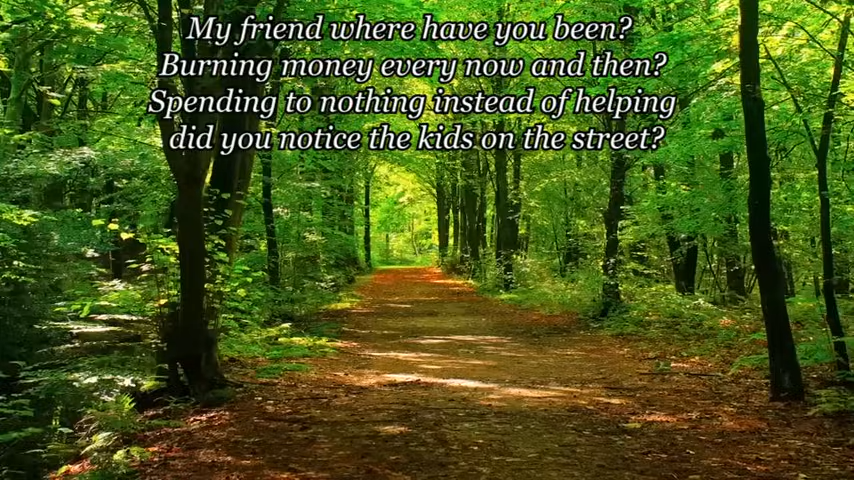 My friend where have you been?
Burning money every now and then?
Spending to nothing instead of helping
did you notice the kids on the street?